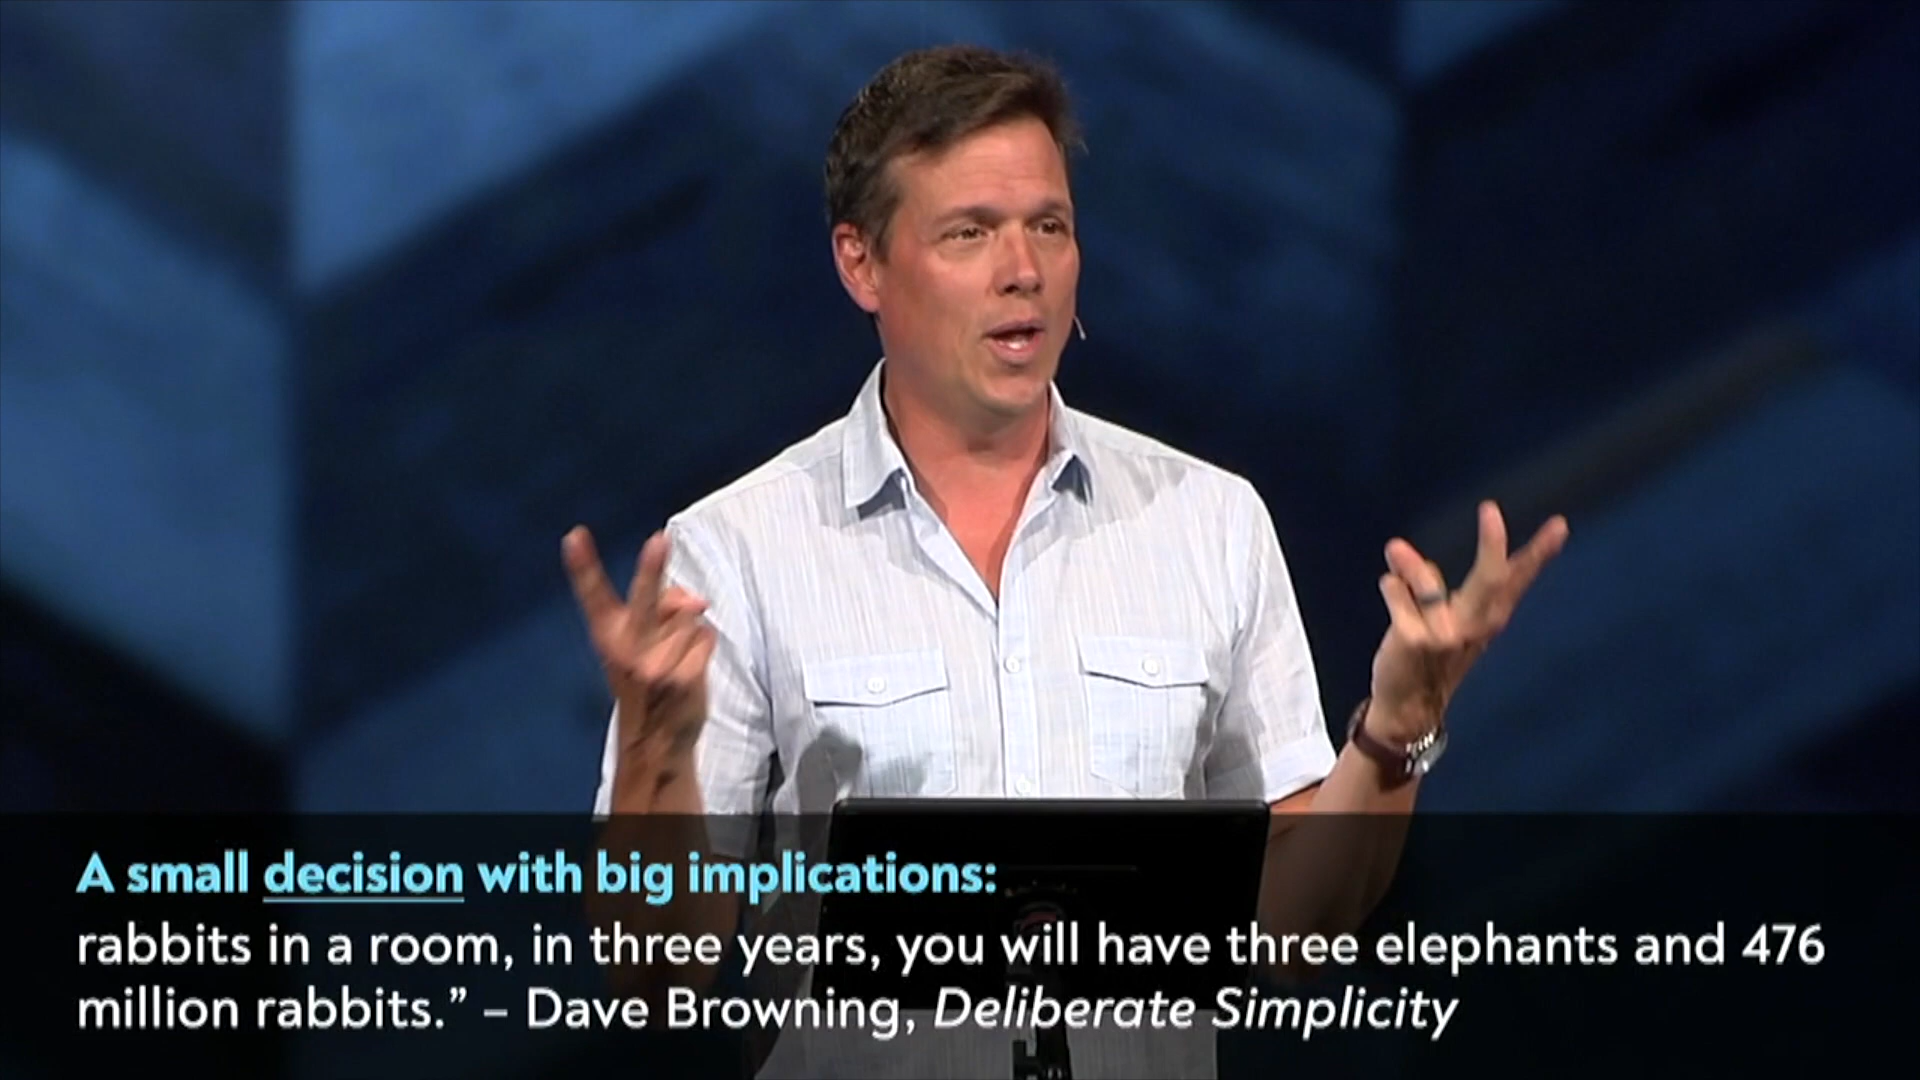 A small decision with big implications:
rabbits in a room, in three years, you will have three elephants and 476
million rabbits.” – Dave Browning, Deliberate Simplicity